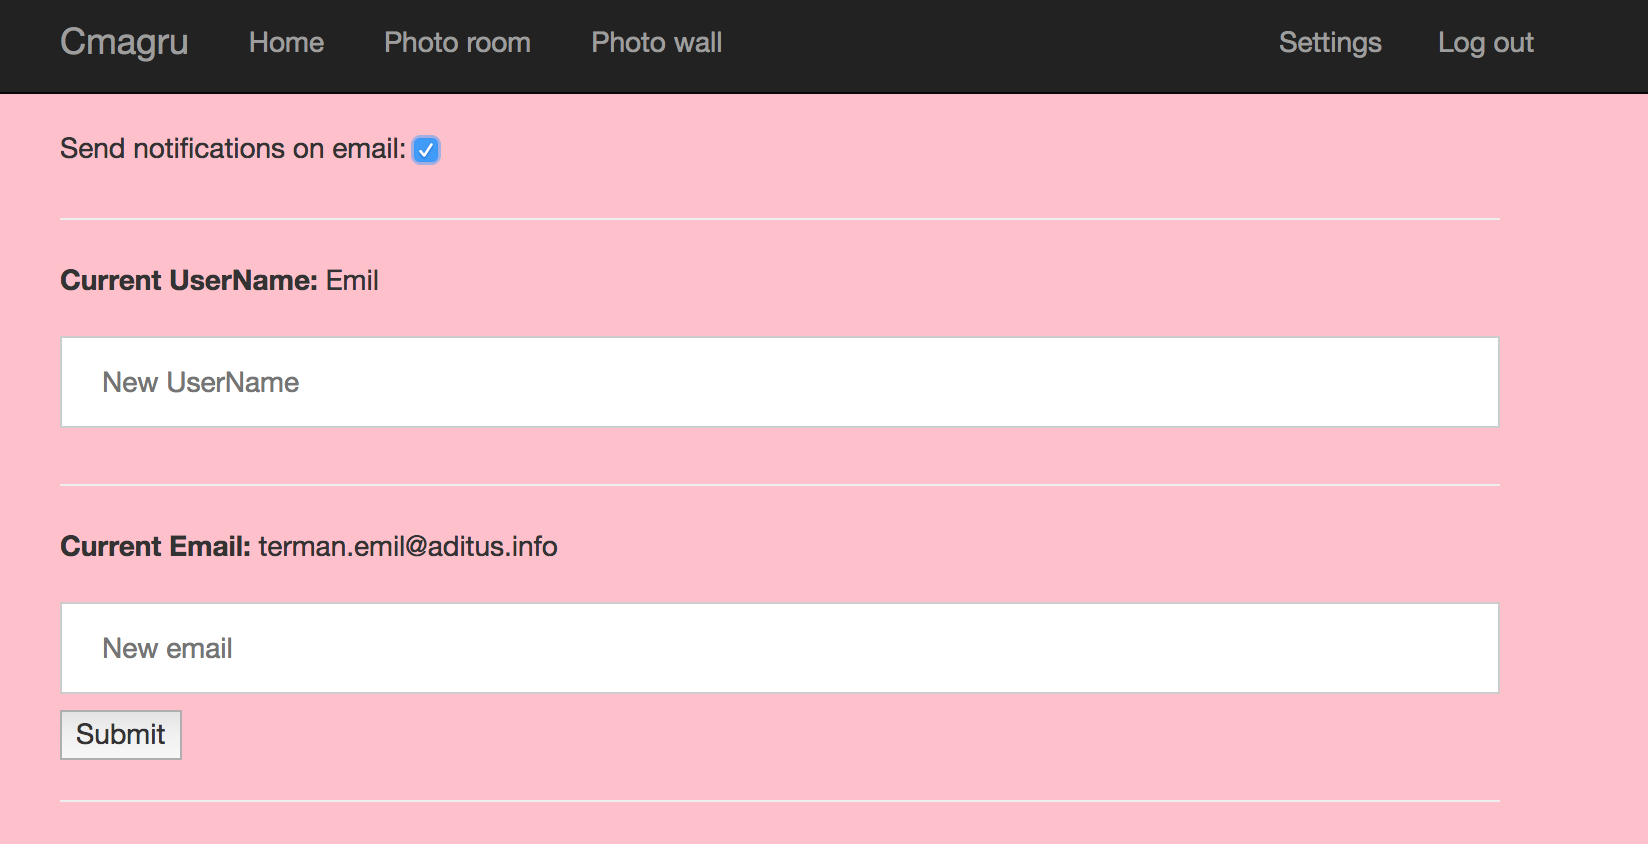 Cmagru Home Photo room Photo wall Settings Log out
Send notifications on email:
Current UserName: Emil
New UserName
Current Email: terman.emil@aditus.info
New email
Submit